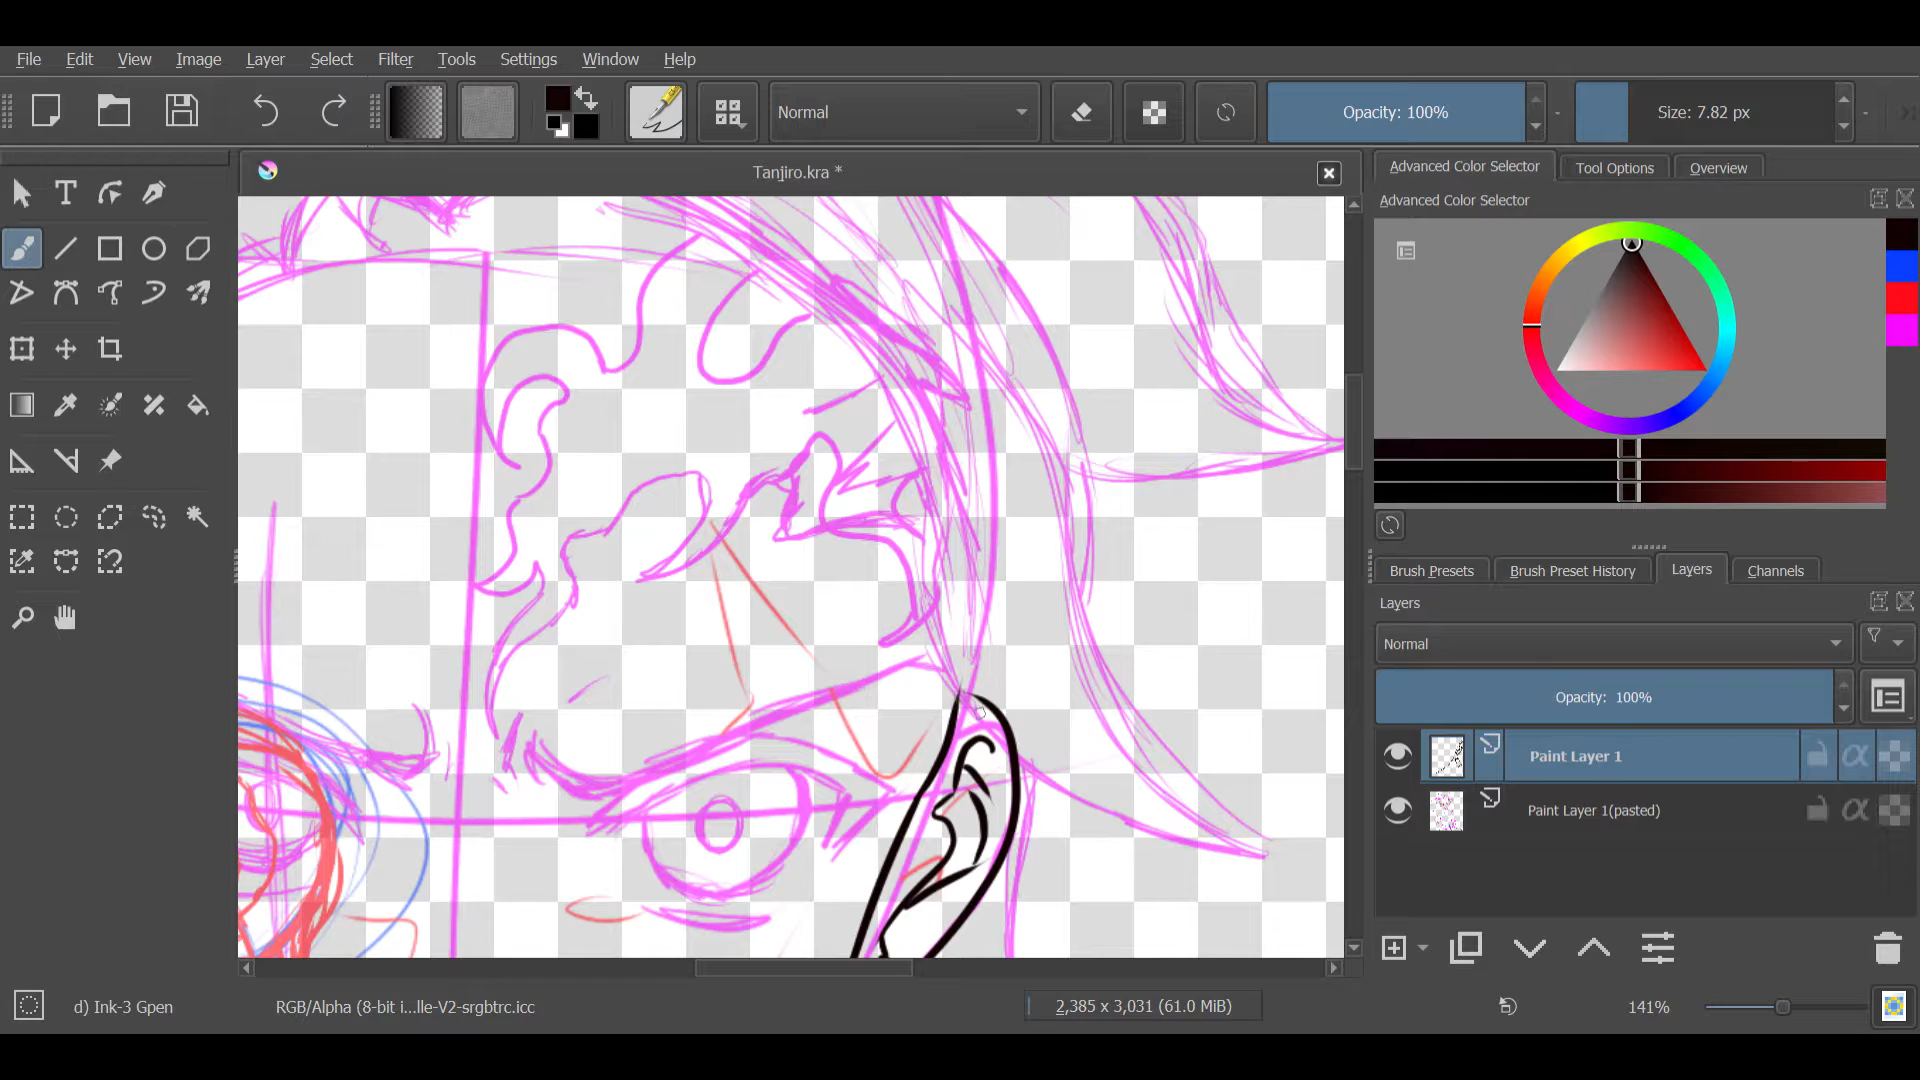 File Edit View Image Layer Select Filter Tools Settings Window Help
Normal
Opacity: 100%
Size: 7.82 px
Tanjiro.kra *
Advanced Color Selector
Tool Options
Overview
Advanced Color Selector
Brush Presets
Brush Preset History
Layers
Channels
Layers
Normal
Opacity: 100%
Paint Layer 1
Paint Layer 1(pasted)
d) Ink-3 Gpen
RGB/Alpha (8-bit i...lle-V2-srgbtrc.icc
2,385 x 3,031 (61.0 MiB)
141%